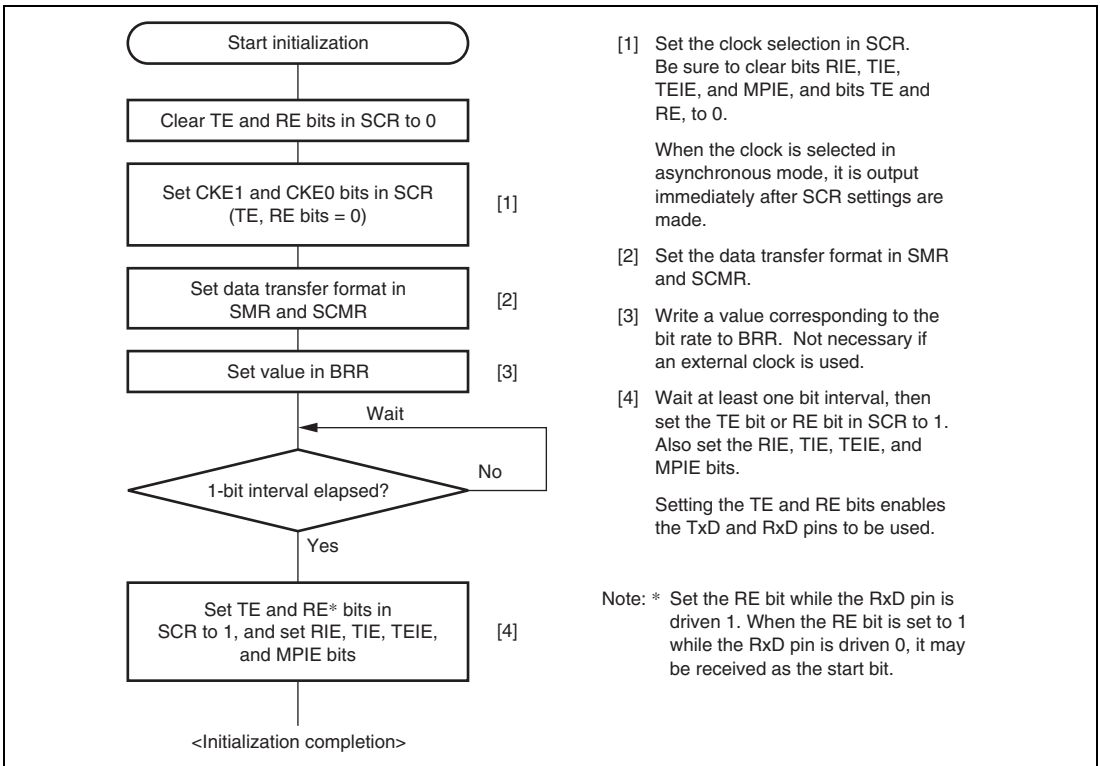 Start initialization
Clear TE and RE bits in SCR to 0
Set CKE1 and CKE0 bits in SCR
(TE, RE bits = 0)
[1]
Set data transfer format in
SMR and SCMR
[2]
Set value in BRR
[3]
Wait
No
1-bit interval elapsed?
Yes
Set TE and RE* bits in
SCR to 1, and set RIE, TIE, TEIE,
and MPIE bits
[4]
<Initialization completion>
[1] Set the clock selection in SCR.
Be sure to clear bits RIE, TIE,
TEIE, and MPIE, and bits TE and
RE, to 0.
When the clock is selected in
asynchronous mode, it is output
immediately after SCR settings are
made.
[2] Set the data transfer format in SMR
and SCMR.
[3] Write a value corresponding to the
bit rate to BRR. Not necessary if
an external clock is used.
[4] Wait at least one bit interval, then
set the TE bit or RE bit in SCR to 1.
Also set the RIE, TIE, TEIE, and
MPIE bits.
Setting the TE and RE bits enables
the TxD and RxD pins to be used.
Note: * Set the RE bit while the RxD pin is
driven 1. When the RE bit is set to 1
while the RxD pin is driven 0, it may
be received as the start bit.